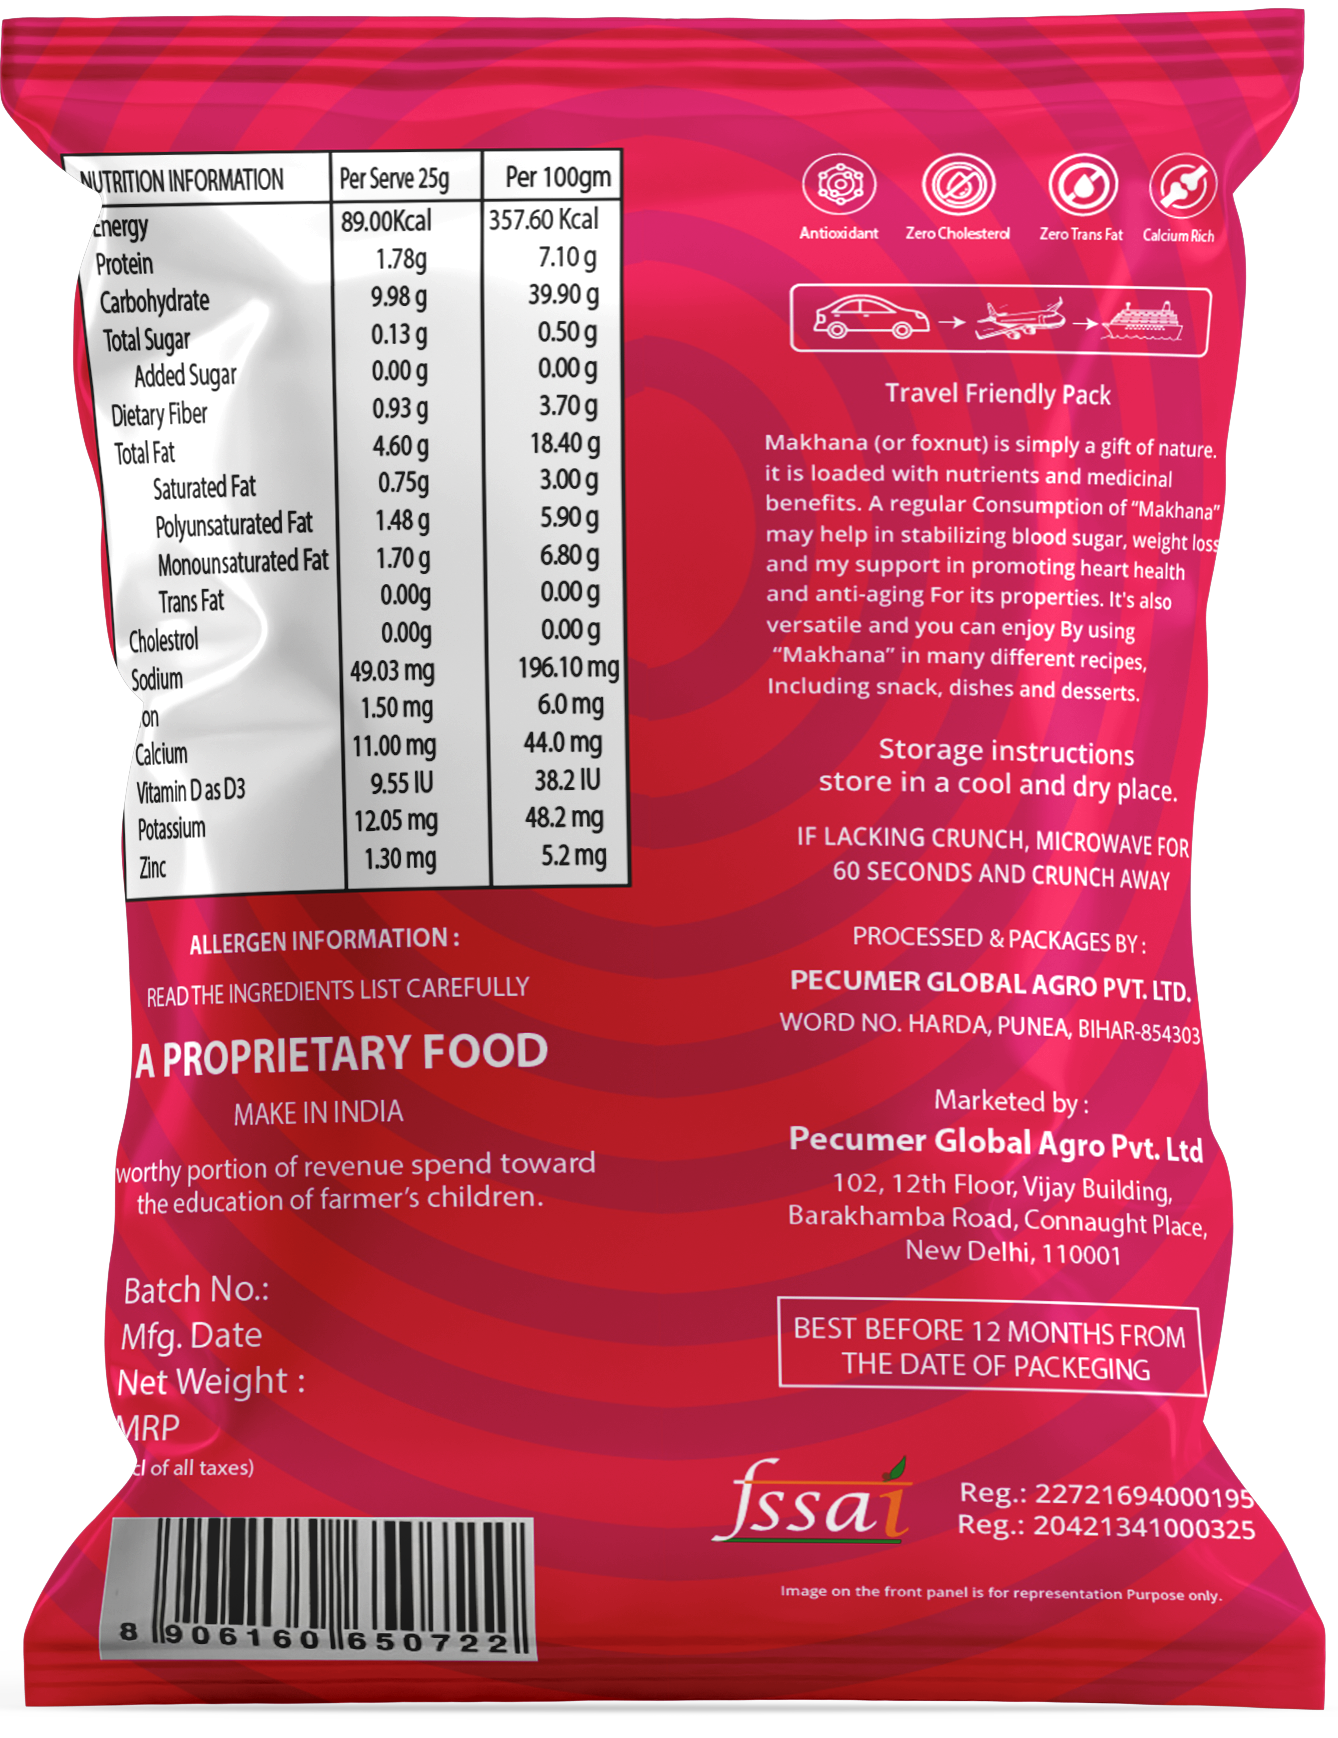 NUTRITION INFORMATION Per Serve 25g Per 100gm
Energy 89.00Kcal 357.60 Kcal
Protein 1.78g 7.10 g
Carbohydrate 9.98 g 39.90 g
Total Sugar 0.13 g 0.50 g
Added Sugar 0.00 g 0.00 g
Dietary Fiber 0.93 g 3.70 g
Total Fat 4.60 g 18.40 g
Saturated Fat 0.75g 3.00 g
Polyunsaturated Fat 1.48 g 5.90 g
Monounsaturated Fat 1.70 g 6.80 g
Trans Fat 0.00g 0.00 g
Cholestrol 0.00g 0.00 g
Sodium 49.03 mg 196.10 mg
on 1.50 mg 6.0 mg
Calcium 11.00 mg 44.0 mg
Vitamin D as D3 9.55 IU 38.2 IU
Potassium 12.05 mg 48.2 mg
Zinc 1.30 mg 5.2 mg
ALLERGEN INFORMATION :
READ THE INGREDIENTS LIST CAREFULLY
A PROPRIETARY FOOD
MAKE IN INDIA
worthy portion of revenue spend toward
the education of farmer's children.
Batch No.:
Mfg. Date
Net Weight :
MRP
cl of all taxes)
8 906160 650722
Antioxidant Zero Cholesterol Zero Trans Fat Calcium Rich
Travel Friendly Pack
Makhana (or foxnut) is simply a gift of nature.
it is loaded with nutrients and medicinal
benefits. A regular Consumption of “Makhana”
may help in stabilizing blood sugar, weight loss
and my support in promoting heart health
and anti-aging For its properties. It's also
versatile and you can enjoy By using
“Makhana” in many different recipes,
Including snack, dishes and desserts.
Storage instructions
store in a cool and dry place.
IF LACKING CRUNCH, MICROWAVE FOR
60 SECONDS AND CRUNCH AWAY
PROCESSED & PACKAGES BY :
PECUMER GLOBAL AGRO PVT. LTD.
WORD NO. HARDA, PUNEA, BIHAR-854303
Marketed by :
Pecumer Global Agro Pvt. Ltd
102, 12th Floor, Vijay Building,
Barakhamba Road, Connaught Place,
New Delhi, 110001
BEST BEFORE 12 MONTHS FROM
THE DATE OF PACKEGING
fssai
Reg.: 22721694000195
Reg.: 20421341000325
Image on the front panel is for representation Purpose only.